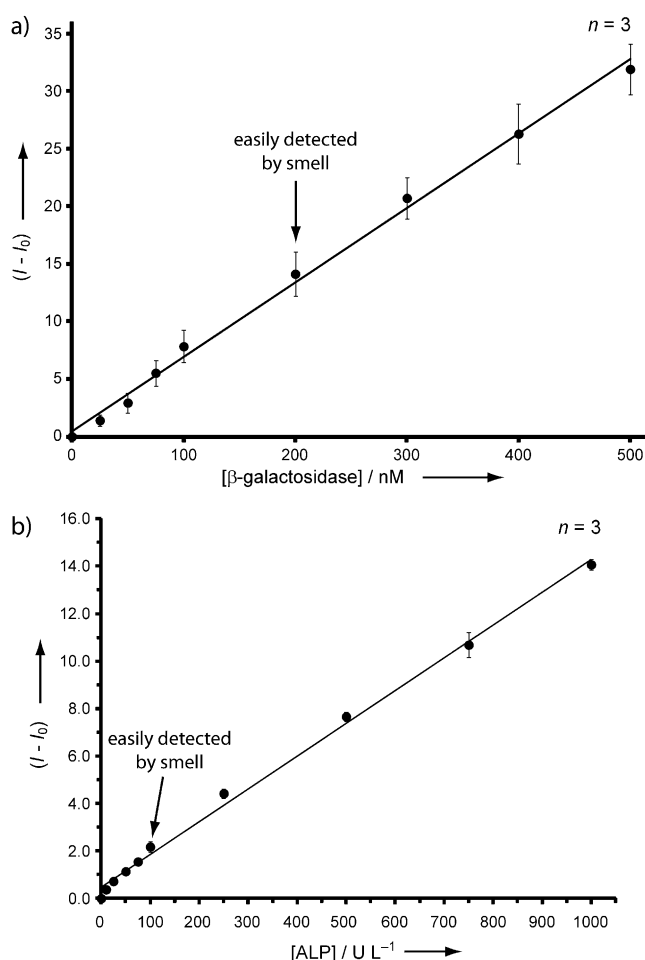 a)
n = 3
35
30
25
20
15
10
5
0
easily detected
by smell
(I - I₀)
0 100 200 300 400 500
[β-galactosidase] / nM
b)
n = 3
16.0
14.0
12.0
10.0
8.0
6.0
4.0
2.0
0.0
easily detected
by smell
(I - I₀)
0 100 200 300 400 500 600 700 800 900 1000
[ALP] / U L⁻¹